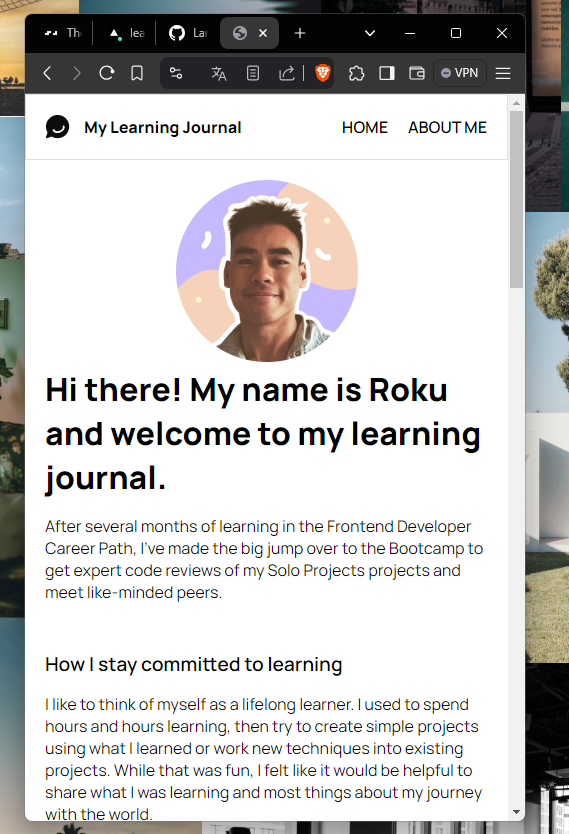 Th
lea
La
VPN
My Learning Journal
HOME
ABOUT ME
Hi there! My name is Roku
and welcome to my learning
journal.
After several months of learning in the Frontend Developer
Career Path, I've made the big jump over to the Bootcamp to
get expert code reviews of my Solo Projects projects and
meet like-minded peers.
How I stay committed to learning
I like to think of myself as a lifelong learner. I used to spend
hours and hours learning, then try to create simple projects
using what I learned or work new techniques into existing
projects. While that was fun, I felt like it would be helpful to
share what I was learning and most things about my journey
with the world.